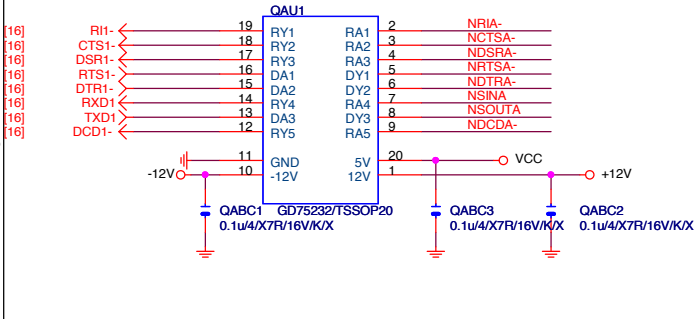 QAU1
[16] RI1- 19 RY1 RA1 2 NRIA-
[16] CTS1- 18 RY2 RA2 3 NCTSA-
[16] DSR1- 17 RY3 RA3 4 NDSRA-
[16] RTS1- 16 DA1 DY1 5 NRTSA-
[16] DTR1- 15 DA2 DY2 6 NDTRA-
[16] RXD1 14 RY4 RA4 7 NSINA
[16] TXD1 13 DA3 DY3 8 NSOUTA
[16] DCD1- 12 RY5 RA5 9 NDCDA-
11 GND 5V 20 VCC
-12V 10 -12V 12V 1 +12V
QABC1 GD75232/TSSOP20 QABC3 QABC2
0.1u/4/X7R/16V/K/X 0.1u/4/X7R/16V/K/X 0.1u/4/X7R/16V/K/X